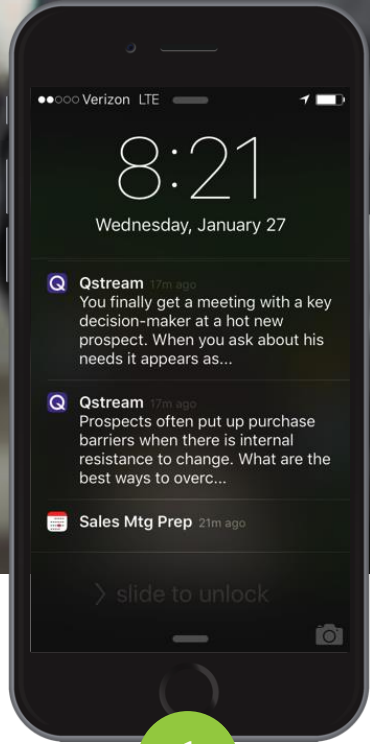 Verizon LTE
8:21
Wednesday, January 27
Qstream 17m ago
You finally get a meeting with a key
decision-maker at a hot new
prospect. When you ask about his
needs it appears as...
Qstream 17m ago
Prospects often put up purchase
barriers when there is internal
resistance to change. What are the
best ways to overc...
Sales Mtg Prep 21m ago
> slide to unlock